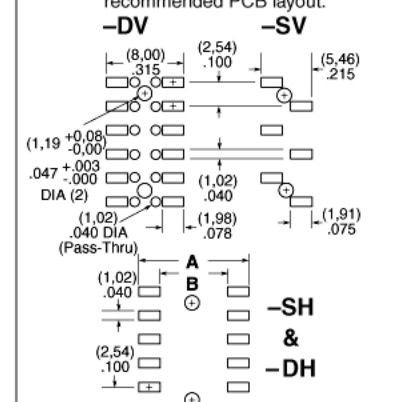 recommended PCB layout.
–DV
–SV
(8,00)
.315
(2,54)
.100
(5,46)
.215
(1,19 +0,08
-0,00)
.047 +.003
-.000
DIA (2)
(1,02)
.040
(1,02)
.040 DIA
(Pass-Thru)
(1,98)
.078
(1,91)
.075
A
B
(1,02)
.040
(2,54)
.100
–SH
&
–DH